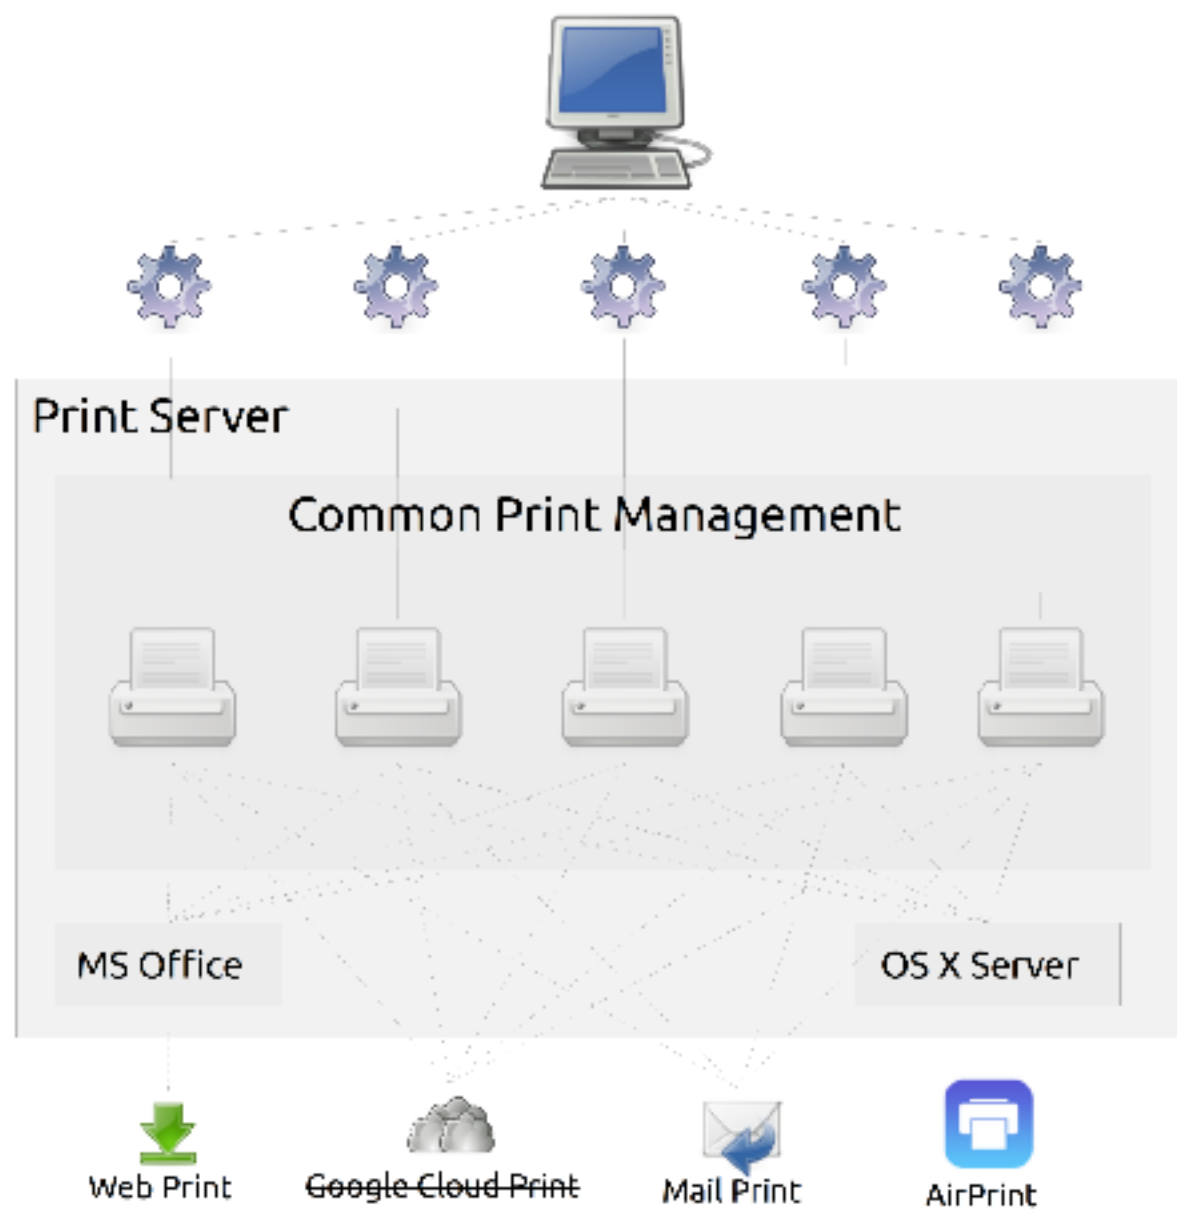 Print Server
Common Print Management
MS Office
OS X Server
Web Print
Google Cloud Print
Mail Print
AirPrint